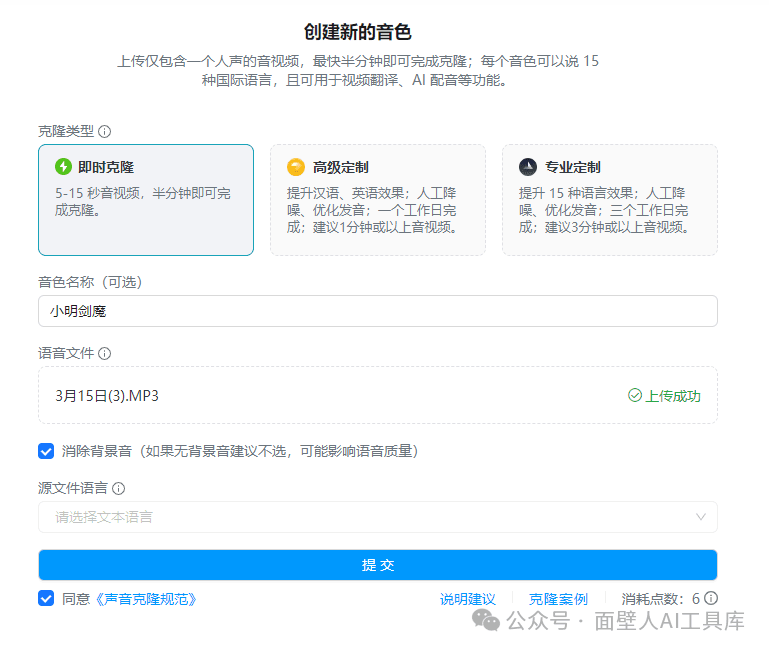 创建新的音色
上传仅包含一个人声的音视频，最快半分钟即可完成克隆；每个音色可以说 15
种国际语言，且可用于视频翻译、AI 配音等功能。
克隆类型
即时克隆
5-15 秒音视频，半分钟即可完
成克隆。
高级定制
提升汉语、英语效果；人工降
噪、优化发音；一个工作日完
成；建议1分钟或以上音视频。
专业定制
提升 15 种语言效果；人工降
噪、优化发音；三个工作日完
成；建议3分钟或以上音视频。
音色名称（可选）
小明剑魔
语音文件
3月15日(3).MP3
上传成功
消除背景音（如果无背景音建议不选，可能影响语音质量）
源文件语言
请选择文本语言
提 交
同意《声音克隆规范》
说明建议
克隆案例
消耗点数：6
公众号 · 面壁人AI工具库